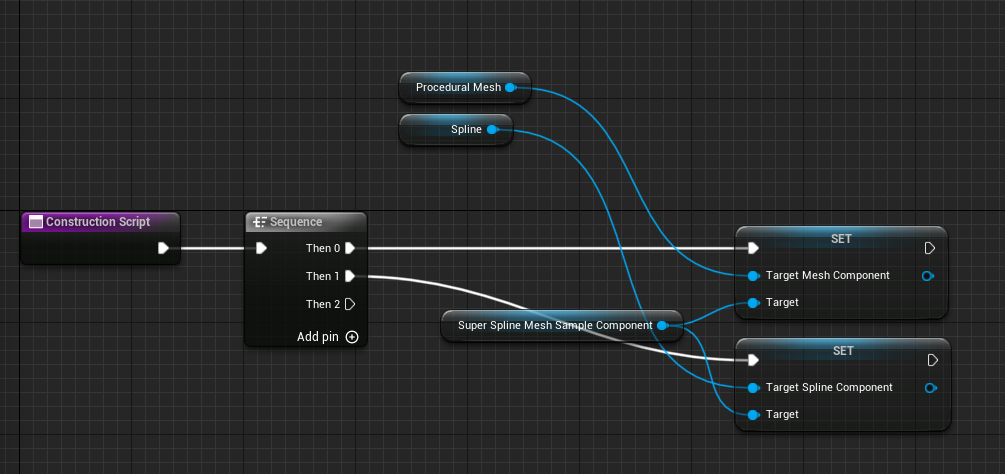 Procedural Mesh
Spline
Construction Script
Sequence
Then 0
Then 1
Then 2
Add pin
Super Spline Mesh Sample Component
SET
Target Mesh Component
Target
SET
Target Spline Component
Target